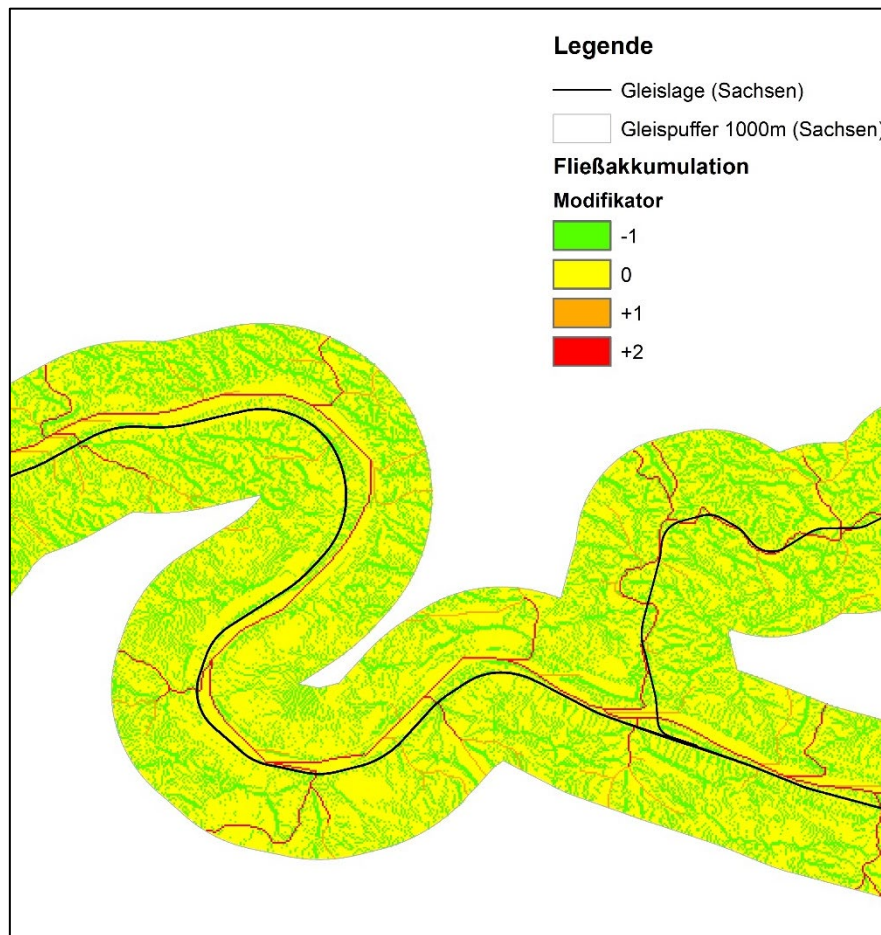 Legende
Gleislage (Sachsen)
Gleispuffer 1000m (Sachsen)
Fließakkumulation
Modifikator
-1
0
+1
+2